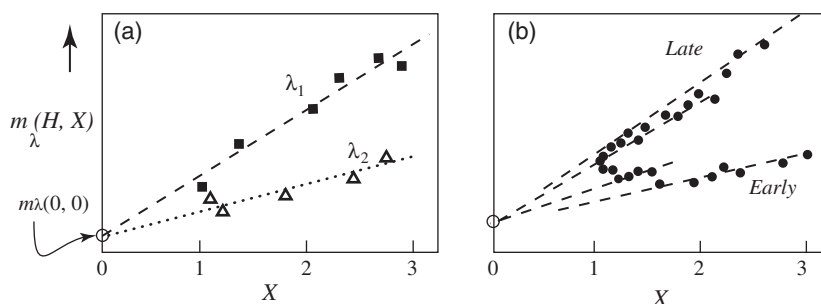 (a)
λ1
m (H, X)
λ
λ2
mλ(0, 0)
0 1 2 3
X
(b)
Late
Early
0 1 2 3
X